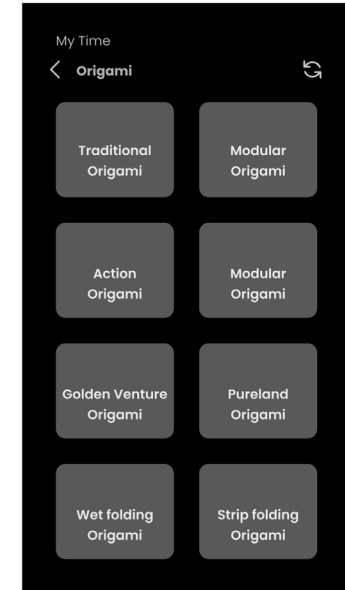 My Time
Origami
Traditional
Origami
Modular
Origami
Action
Origami
Modular
Origami
Golden Venture
Origami
Pureland
Origami
Wet folding
Origami
Strip folding
Origami